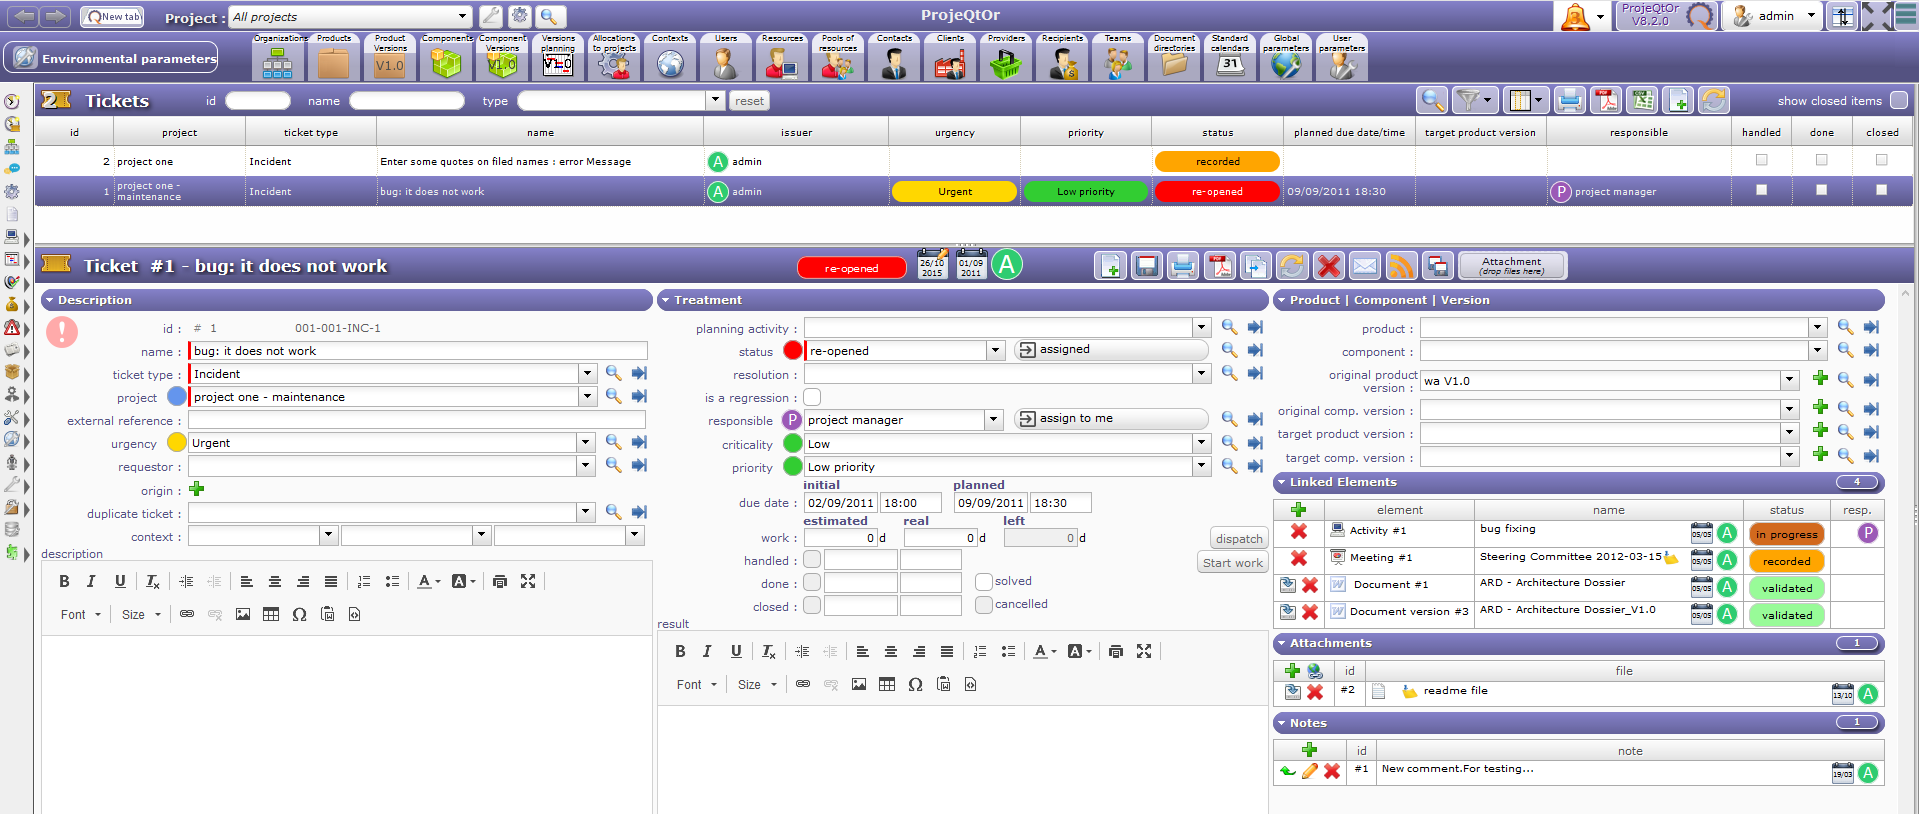 New tab
Project :
All projects
ProjeQtOr
ProjeQtOr
V8.2.0
admin
Environmental parameters
Organizations
Products
Product Versions
V1.0
Components
Component Versions
V1.0
Versions planning
V1.0
Allocations to projects
Contexts
Users
Resources
Pools of resources
Contacts
Clients
Providers
Recipients
Teams
Document directories
Standard calendars
31
Global parameters
User parameters
2 Tickets id name type reset show closed items
id project ticket type name issuer urgency priority status planned due date/time target product version responsible handled done closed
2 project one Incident Enter some quotes on filed names : error Message A admin recorded
1 project one - maintenance Incident bug: it does not work A admin Urgent Low priority re-opened 09/09/2011 18:30 P project manager
Ticket #1 - bug: it does not work re-opened 26/10 2015 01/09 2011 A Attachment
(drop files here)
Description
id : # 1 001-001-INC-1
name : bug: it does not work
ticket type : Incident
project project one - maintenance
external reference :
urgency Urgent
requestor :
origin :
duplicate ticket :
context :
description
B I U Tx A A
Font Size
Treatment
planning activity :
status re-opened assigned
resolution :
is a regression :
responsible P project manager assign to me
criticality Low
priority Low priority
initial planned
due date : 02/09/2011 18:00 09/09/2011 18:30
estimated real left
work : 0 d 0 d 0 d dispatch
handled : Start work
done : solved
closed : cancelled
result
B I U Tx A A
Font Size
Product | Component | Version
product :
component :
original product version : wa V1.0
original comp. version :
target product version :
target comp. version :
Linked Elements 4
element name status resp.
Activity #1 bug fixing 05/05 A in progress P
Meeting #1 Steering Committee 2012-03-15 05/05 A recorded
Document #1 ARD - Architecture Dossier 05/05 A validated
Document version #3 ARD - Architecture Dossier_V1.0 05/05 A validated
Attachments 1
id file
#2 readme file 13/10 A
Notes 1
id note
#1 New comment.For testing... 19/03 A